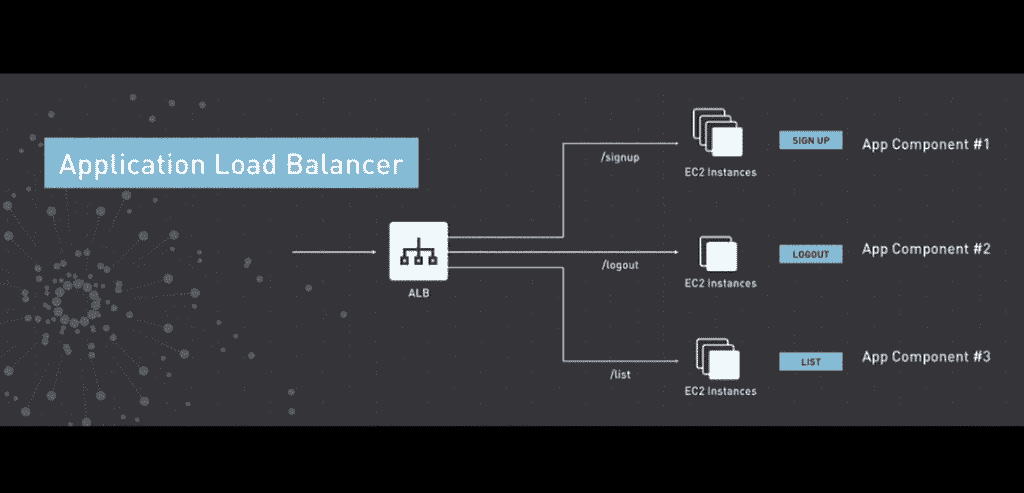 Application Load Balancer
ALB
/signup
EC2 Instances
SIGN UP
App Component #1
/logout
EC2 Instances
LOGOUT
App Component #2
/list
EC2 Instances
LIST
App Component #3